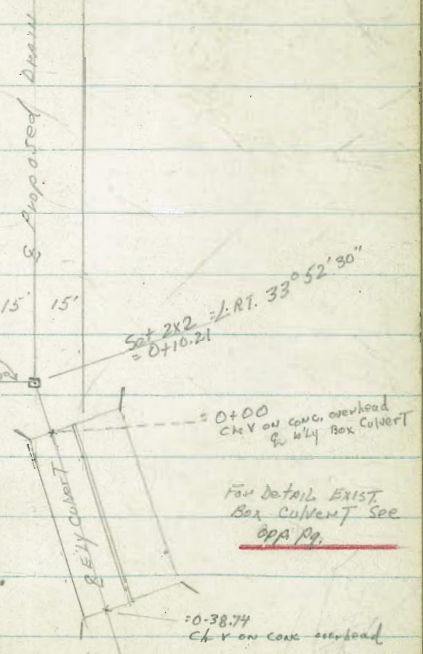 ℄ Proposed Drain
15' 15'
Set 2x2 = ∠ RT. 33° 52' 30"
= 0+10.21
2
= 0+00
Ch. v on conc. overhead
℄ W'ly Box Culvert
℄ E'ly Culvert
For Detail Exist.
Box Culvert See
opp. pg.
= 0-38.74
Ch. v on conc overhead